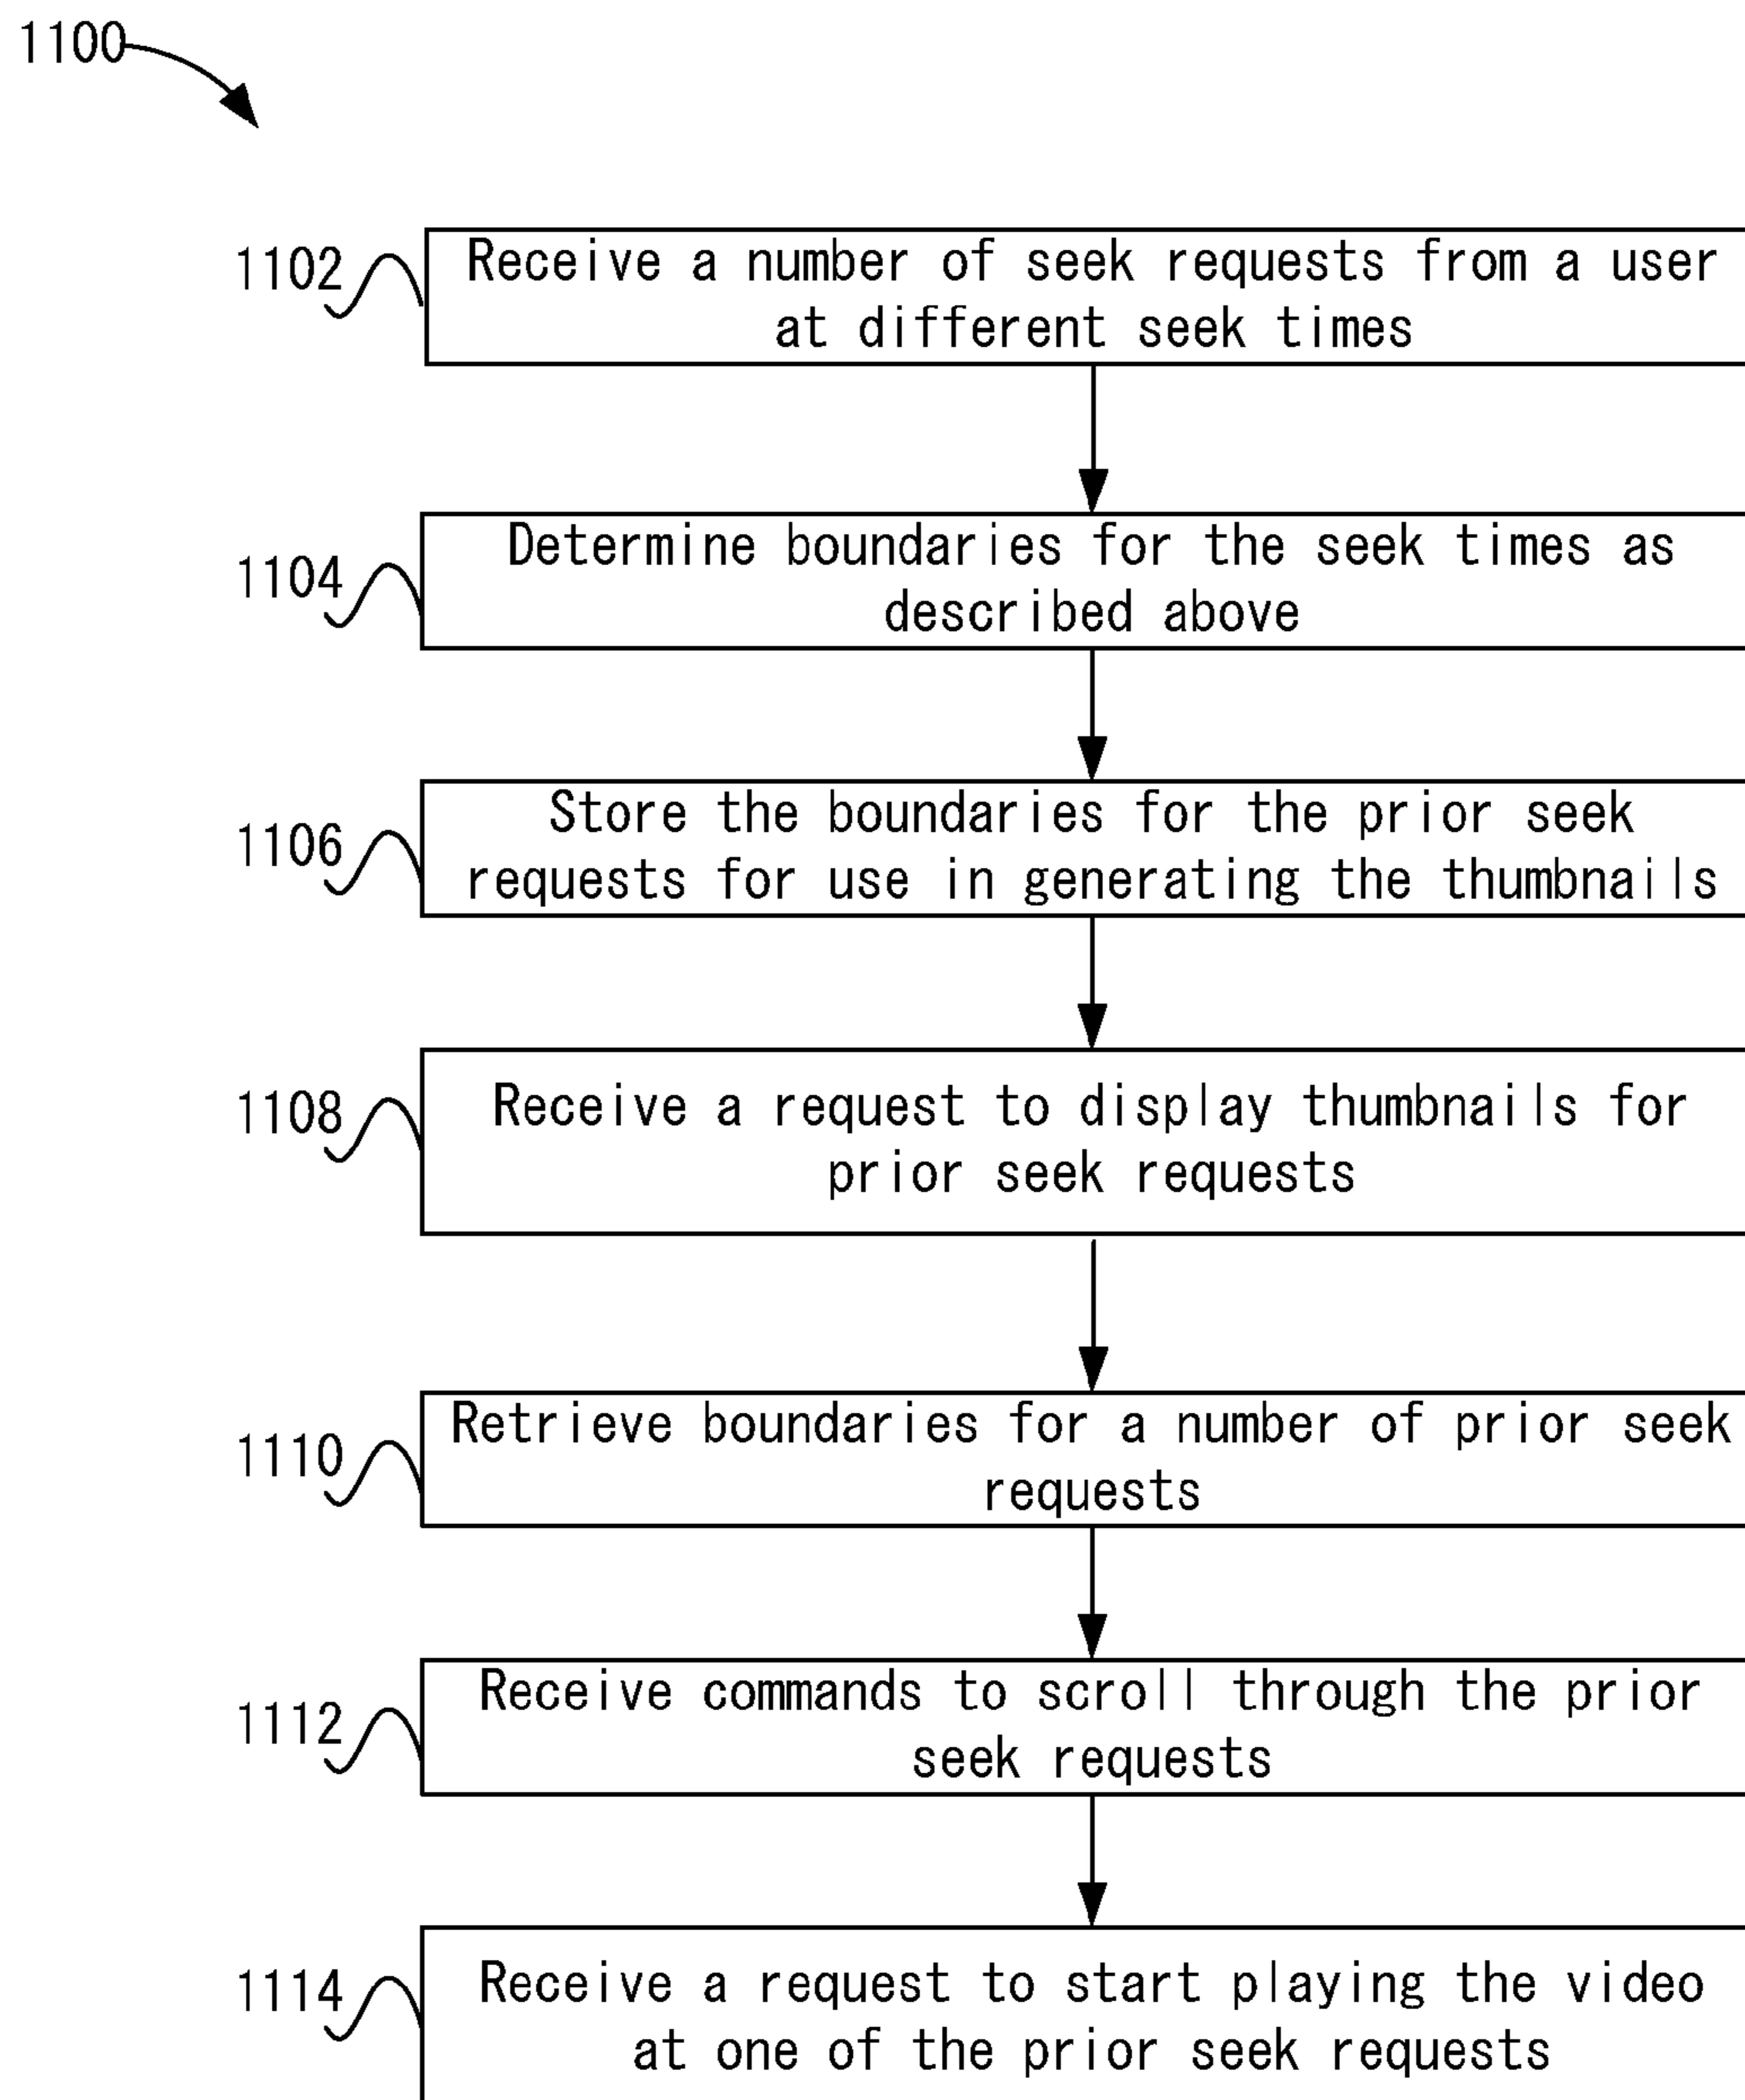 1100
1102
Receive a number of seek requests from a user
at different seek times
1104
Determine boundaries for the seek times as
described above
1106
Store the boundaries for the prior seek
requests for use in generating the thumbnails
1108
Receive a request to display thumbnails for
prior seek requests
1110
Retrieve boundaries for a number of prior seek
requests
1112
Receive commands to scroll through the prior
seek requests
1114
Receive a request to start playing the video
at one of the prior seek requests